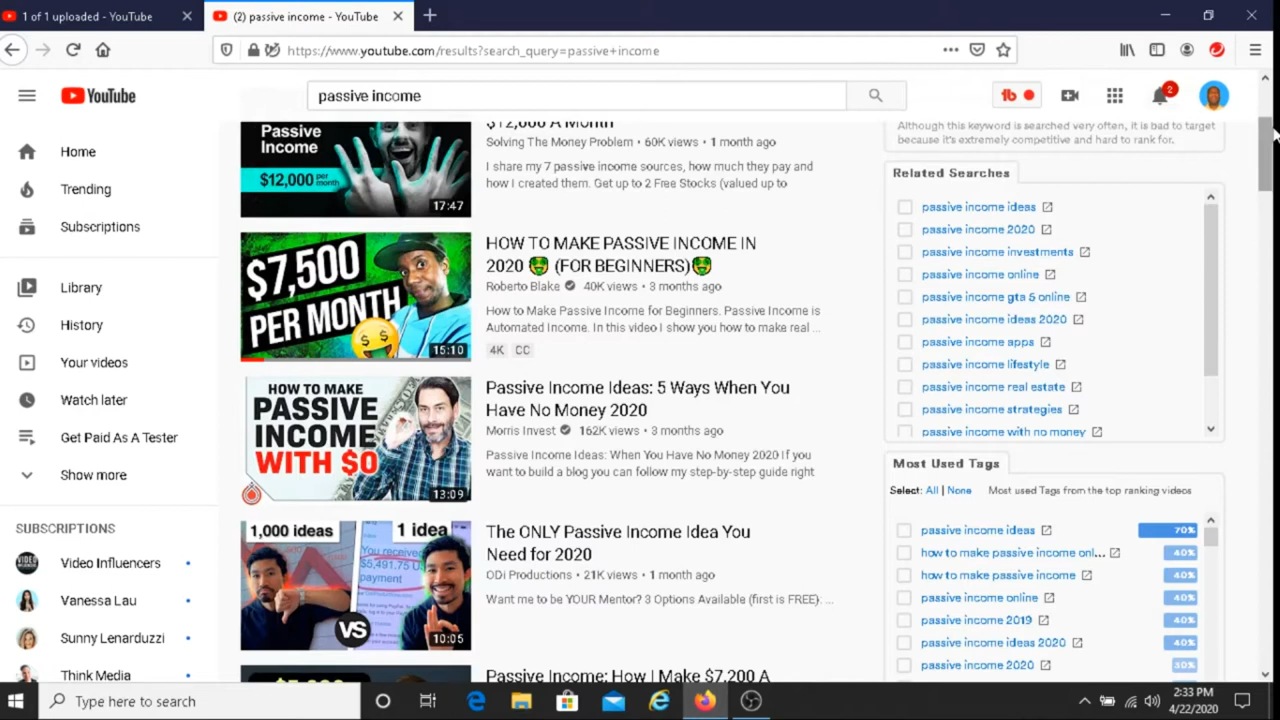 1 of 1 uploaded - YouTube
(2) passive income - YouTube
https://www.youtube.com/results?search_query=passive+income
YouTube
passive income
tb
2
Home
Trending
Subscriptions
Library
History
Your videos
Watch later
Get Paid As A Tester
Show more
SUBSCRIPTIONS
Video Influencers
Vanessa Lau
Sunny Lenarduzzi
Think Media
Passive
Income
$12,000 per month
17:47
$12,000 A Month
Solving The Money Problem • 60K views • 1 month ago
I share my 7 passive income sources, how much they pay and
how I created them. Get up to 2 Free Stocks (valued up to
$7,500
PER MONTH
15:10
HOW TO MAKE PASSIVE INCOME IN
2020 (FOR BEGINNERS)
Roberto Blake 40K views • 3 months ago
How to Make Passive Income for Beginners. Passive Income is
Automated Income. In this video I show you how to make real ...
4K CC
HOW TO MAKE
PASSIVE
INCOME
WITH $0
13:09
Passive Income Ideas: 5 Ways When You
Have No Money 2020
Morris Invest 162K views • 3 months ago
Passive Income Ideas: When You Have No Money 2020 If you
want to build a blog you can follow my step-by-step guide right
1,000 ideas
1 idea
You received
$5,491.75 U
payment
VS
10:05
The ONLY Passive Income Idea You
Need for 2020
ODi Productions • 21K views • 1 month ago
Want me to be YOUR Mentor? 3 Options Available (first is FREE). ...
Passive Income: How I Make $7,200 A
Although this keyword is searched very often, it is bad to target
because it's extremely competitive and hard to rank for.
Related Searches
passive income ideas
passive income 2020
passive income investments
passive income online
passive income gta 5 online
passive income ideas 2020
passive income apps
passive income lifestyle
passive income real estate
passive income strategies
passive income with no money
Most Used Tags
Select: All | None Most used Tags from the top ranking videos
passive income ideas 70%
how to make passive income onl... 40%
how to make passive income 40%
passive income online 40%
passive income 2019 40%
passive income ideas 2020 40%
passive income 2020 30%
Type here to search
2:33 PM
4/22/2020